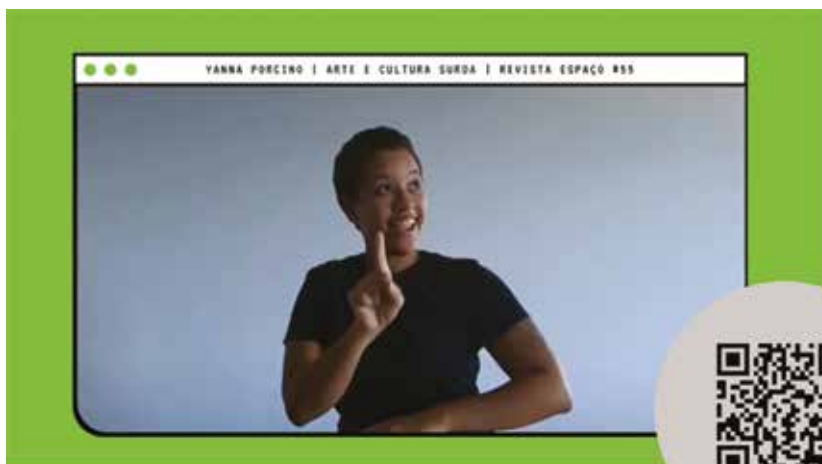 YANNA PORCINO | ARTE E CULTURA SURDA | REVISTA ESPAÇO #55